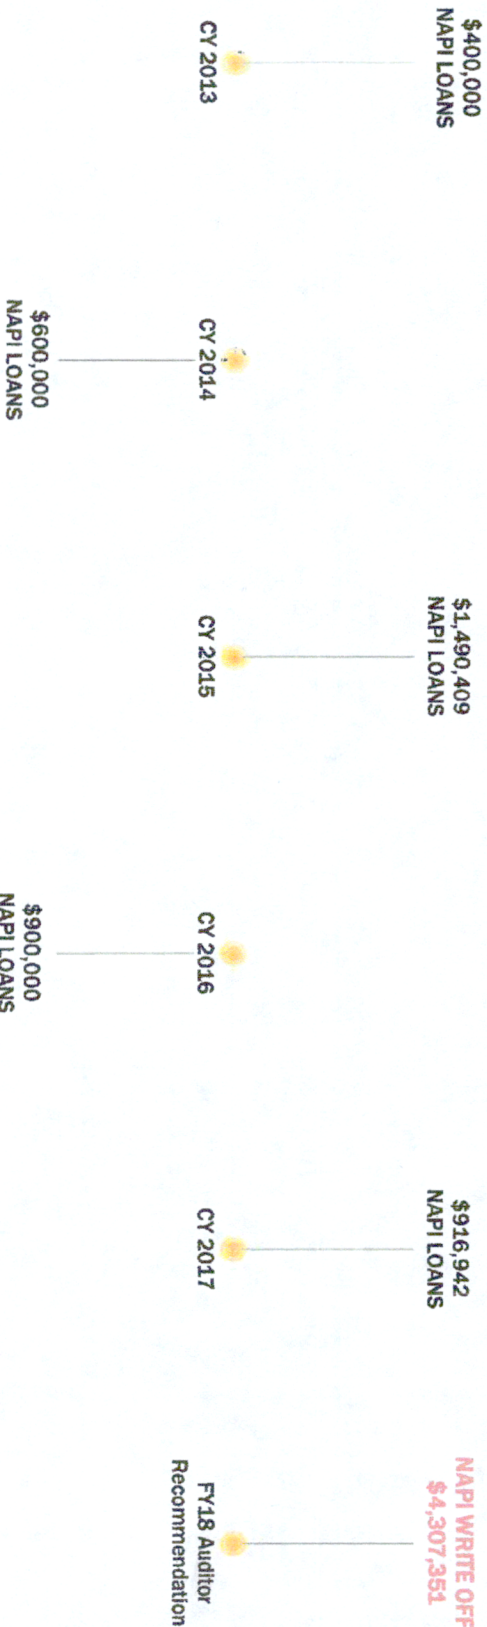 $400,000
NAPI LOANS
CY 2013
CY 2014
$600,000
NAPI LOANS
$1,490,409
NAPI LOANS
CY 2015
CY 2016
$900,000
NAPI LOANS
$916,942
NAPI LOANS
CY 2017
NAPI WRITE OFF
$4,307,351
FY18 Auditor
Recommendation